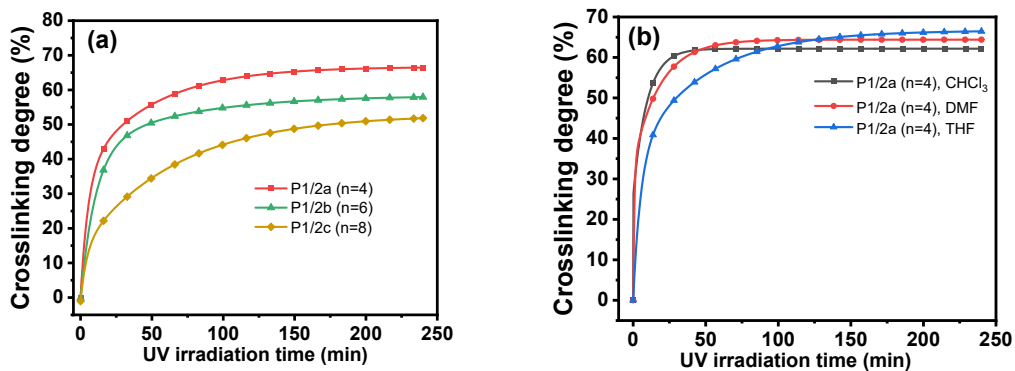 (a)
Crosslinking degree (%)
80
70
60
50
40
30
20
10
0
P1/2a (n=4)
P1/2b (n=6)
P1/2c (n=8)
0 50 100 150 200 250
UV irradiation time (min)
(b)
Crosslinking degree (%)
70
60
50
40
30
20
10
0
P1/2a (n=4), CHCl₃
P1/2a (n=4), DMF
P1/2a (n=4), THF
0 50 100 150 200 250
UV irradiation time (min)